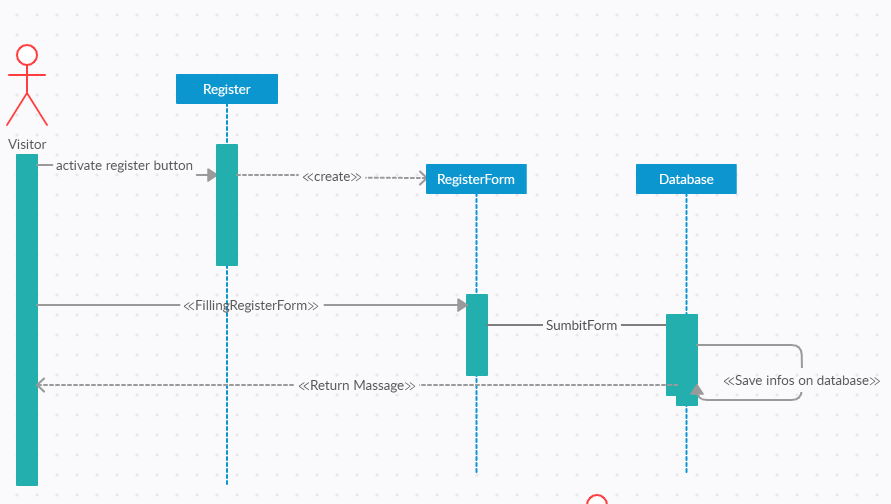 Register
Visitor
activate register button
≪create≫
RegisterForm
Database
≪FillingRegisterForm≫
SumbitForm
≪Save infos on database≫
≪Return Massage≫